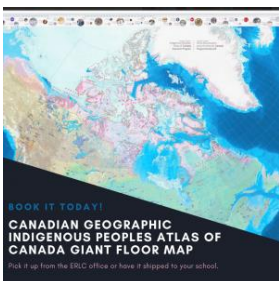 BOOK IT TODAY!
CANADIAN GEOGRAPHIC
INDIGENOUS PEOPLES ATLAS OF
CANADA GIANT FLOOR MAP
Pick it up from the ERLC office or have it shipped to your school.